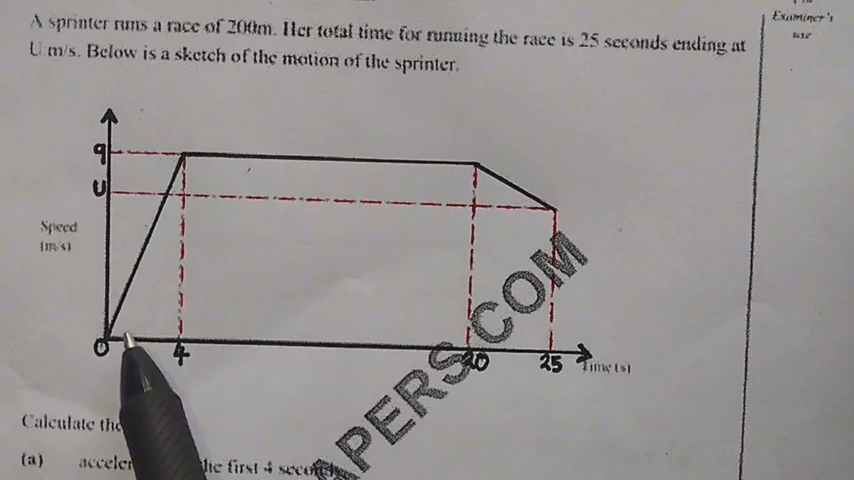 Examiner's
use
A sprinter runs a race of 200m. Her total time for running the race is 25 seconds ending at
U m/s. Below is a sketch of the motion of the sprinter.
9
U
Speed
(m/s)
0 4 20 25 Time (s)
Calculate the
(a) he first 4 seconds
APERS.COM